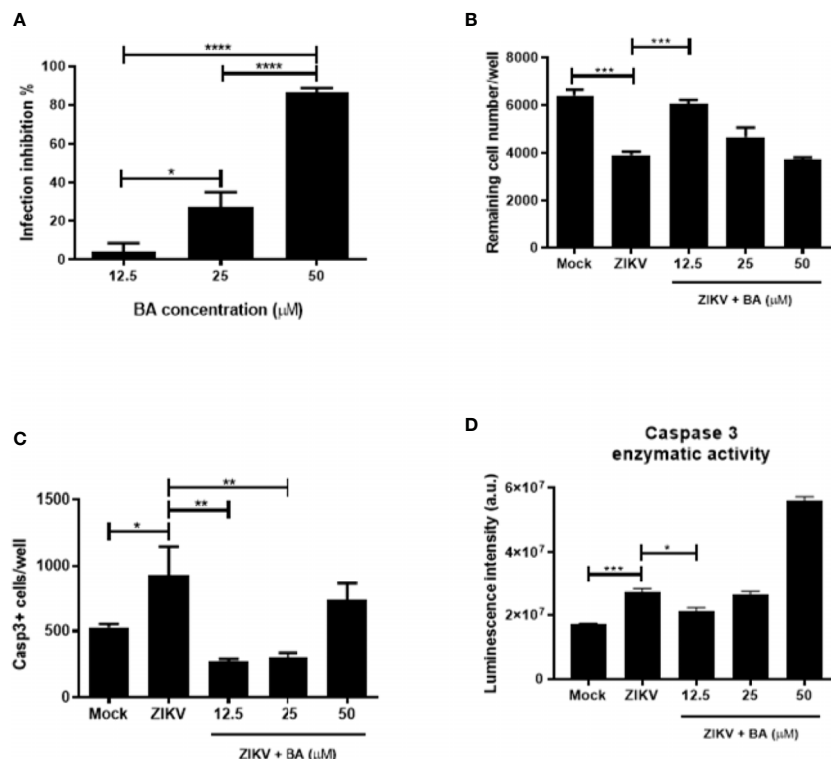 A
****
****
*
Infection inhibition %
100
80
60
40
20
0
12.5 25 50
BA concentration (µM)
B
***
***
Remaining cell number/well
8000
6000
4000
2000
0
Mock ZIKV 12.5 25 50
ZIKV + BA (µM)
C
**
**
*
Casp3+ cells/well
1500
1000
500
0
Mock ZIKV 12.5 25 50
ZIKV + BA (µM)
D
Caspase 3
enzymatic activity
*
***
Luminescence intensity (a.u.)
6×10⁷
4×10⁷
2×10⁷
0
Mock ZIKV 12.5 25 50
ZIKV + BA (µM)